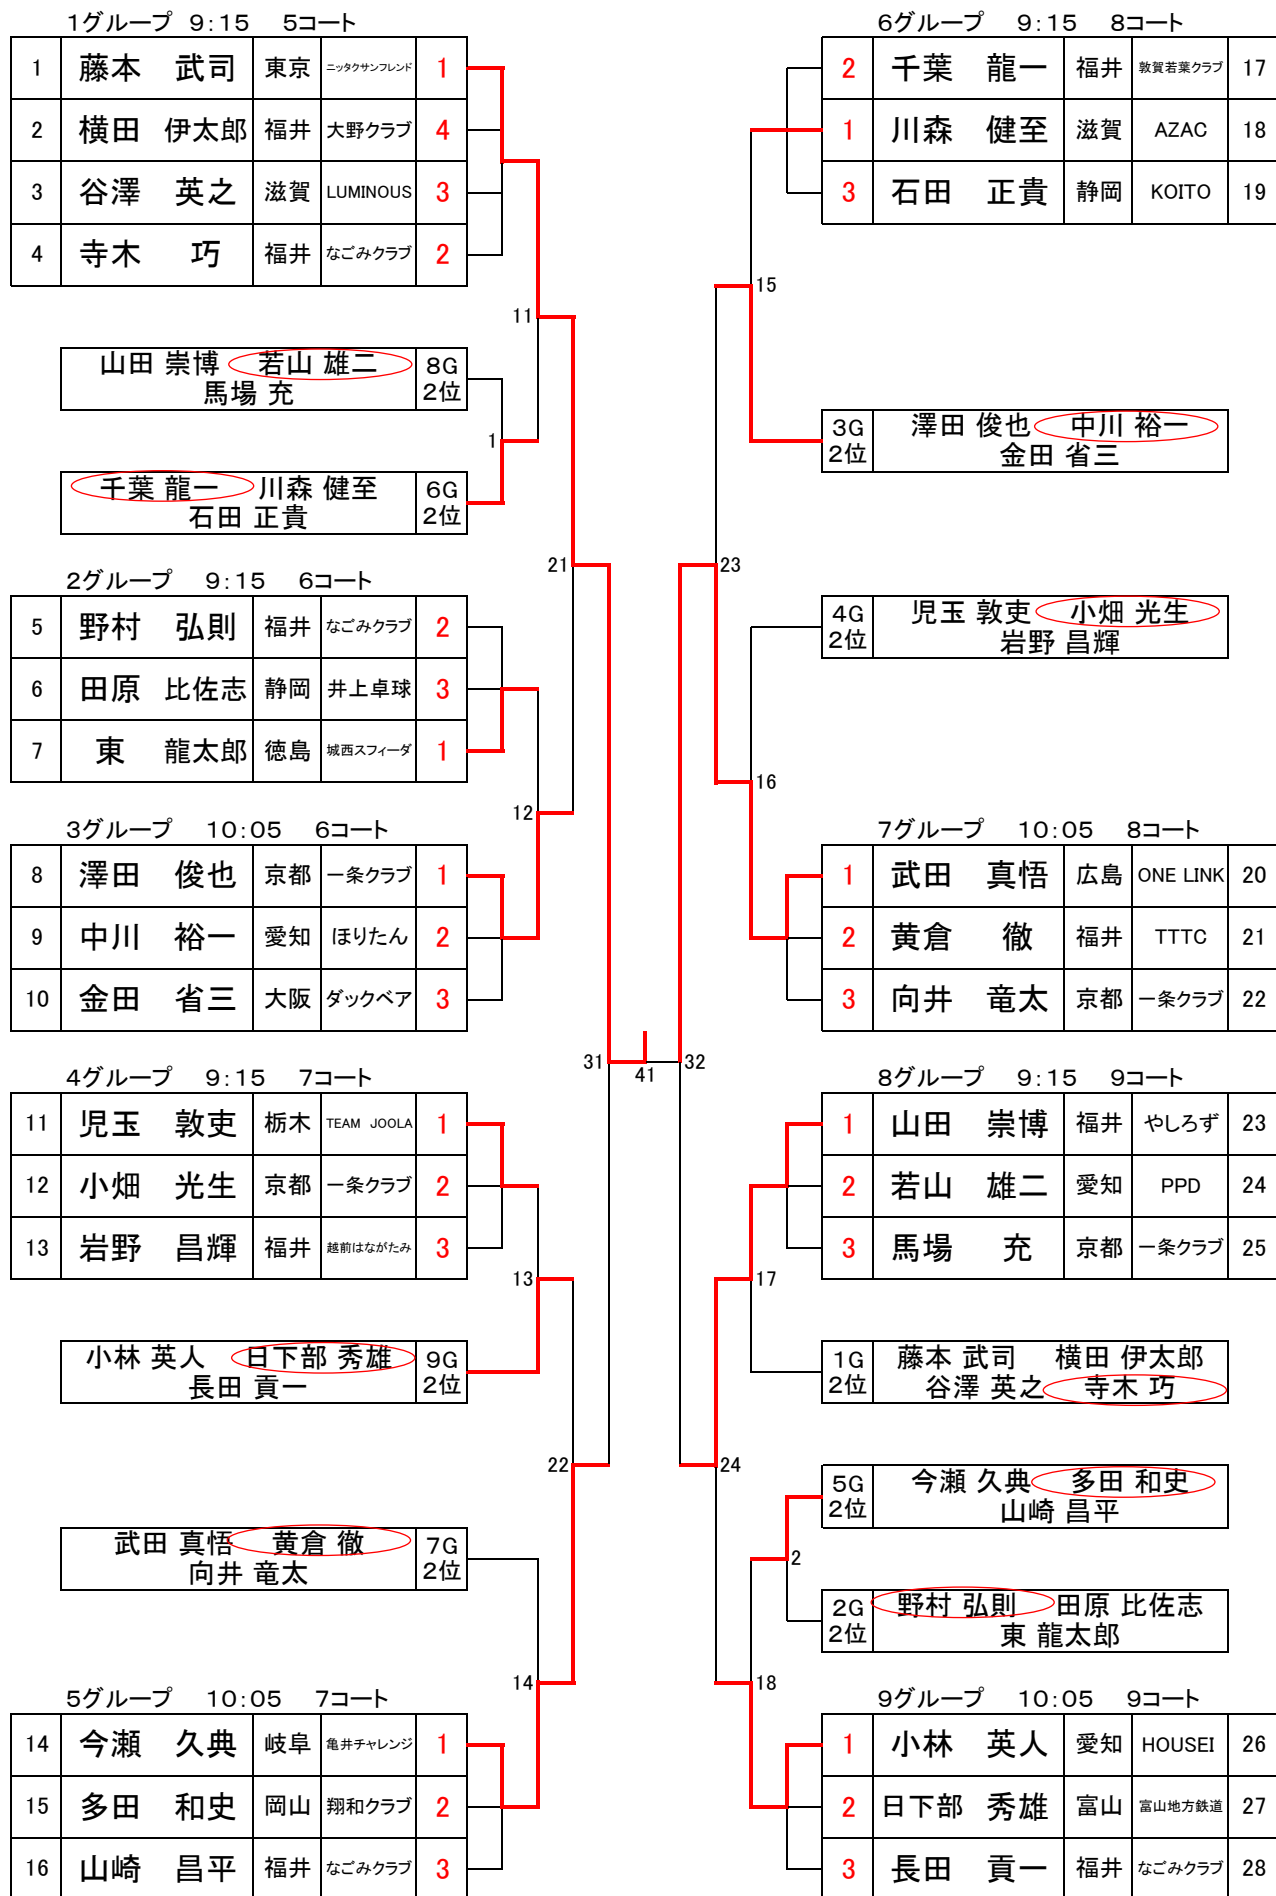 1グループ 9:15 5コート
1 藤本 武司 東京 ニッタクサンフレンド 1
2 横田 伊太郎 福井 大野クラブ 4
3 谷澤 英之 滋賀 LUMINOUS 3
4 寺木 巧 福井 なごみクラブ 2
11
山田 崇博 若山 雄二 8G
馬場 充 2位
1
千葉 龍一 川森 健至 6G
石田 正貴 2位
21
2グループ 9:15 6コート
5 野村 弘則 福井 なごみクラブ 2
6 田原 比佐志 静岡 井上卓球 3
7 東 龍太郎 徳島 城西スフィーダ 1
12
3グループ 10:05 6コート
8 澤田 俊也 京都 一条クラブ 1
9 中川 裕一 愛知 ほりたん 2
10 金田 省三 大阪 ダックベア 3
31
41
32
4グループ 9:15 7コート
11 児玉 敦吏 栃木 TEAM JOOLA 1
12 小畑 光生 京都 一条クラブ 2
13 岩野 昌輝 福井 越前はながたみ 3
13
小林 英人 日下部 秀雄 9G
長田 貢一 2位
22
武田 真悟 黄倉 徹 7G
向井 竜太 2位
14
5グループ 10:05 7コート
14 今瀬 久典 岐阜 亀井チャレンジ 1
15 多田 和史 岡山 翔和クラブ 2
16 山崎 昌平 福井 なごみクラブ 3
6グループ 9:15 8コート
2 千葉 龍一 福井 敦賀若葉クラブ 17
1 川森 健至 滋賀 AZAC 18
3 石田 正貴 静岡 KOITO 19
15
3G 澤田 俊也 中川 裕一
2位 金田 省三
23
4G 児玉 敦吏 小畑 光生
2位 岩野 昌輝
16
7グループ 10:05 8コート
1 武田 真悟 広島 ONE LINK 20
2 黄倉 徹 福井 TTTC 21
3 向井 竜太 京都 一条クラブ 22
8グループ 9:15 9コート
1 山田 崇博 福井 やしろず 23
2 若山 雄二 愛知 PPD 24
3 馬場 充 京都 一条クラブ 25
17
1G 藤本 武司 横田 伊太郎
2位 谷澤 英之 寺木 巧
24
5G 今瀬 久典 多田 和史
2位 山崎 昌平
2
2G 野村 弘則 田原 比佐志
2位 東 龍太郎
18
9グループ 10:05 9コート
1 小林 英人 愛知 HOUSEI 26
2 日下部 秀雄 富山 富山地方鉄道 27
3 長田 貢一 福井 なごみクラブ 28